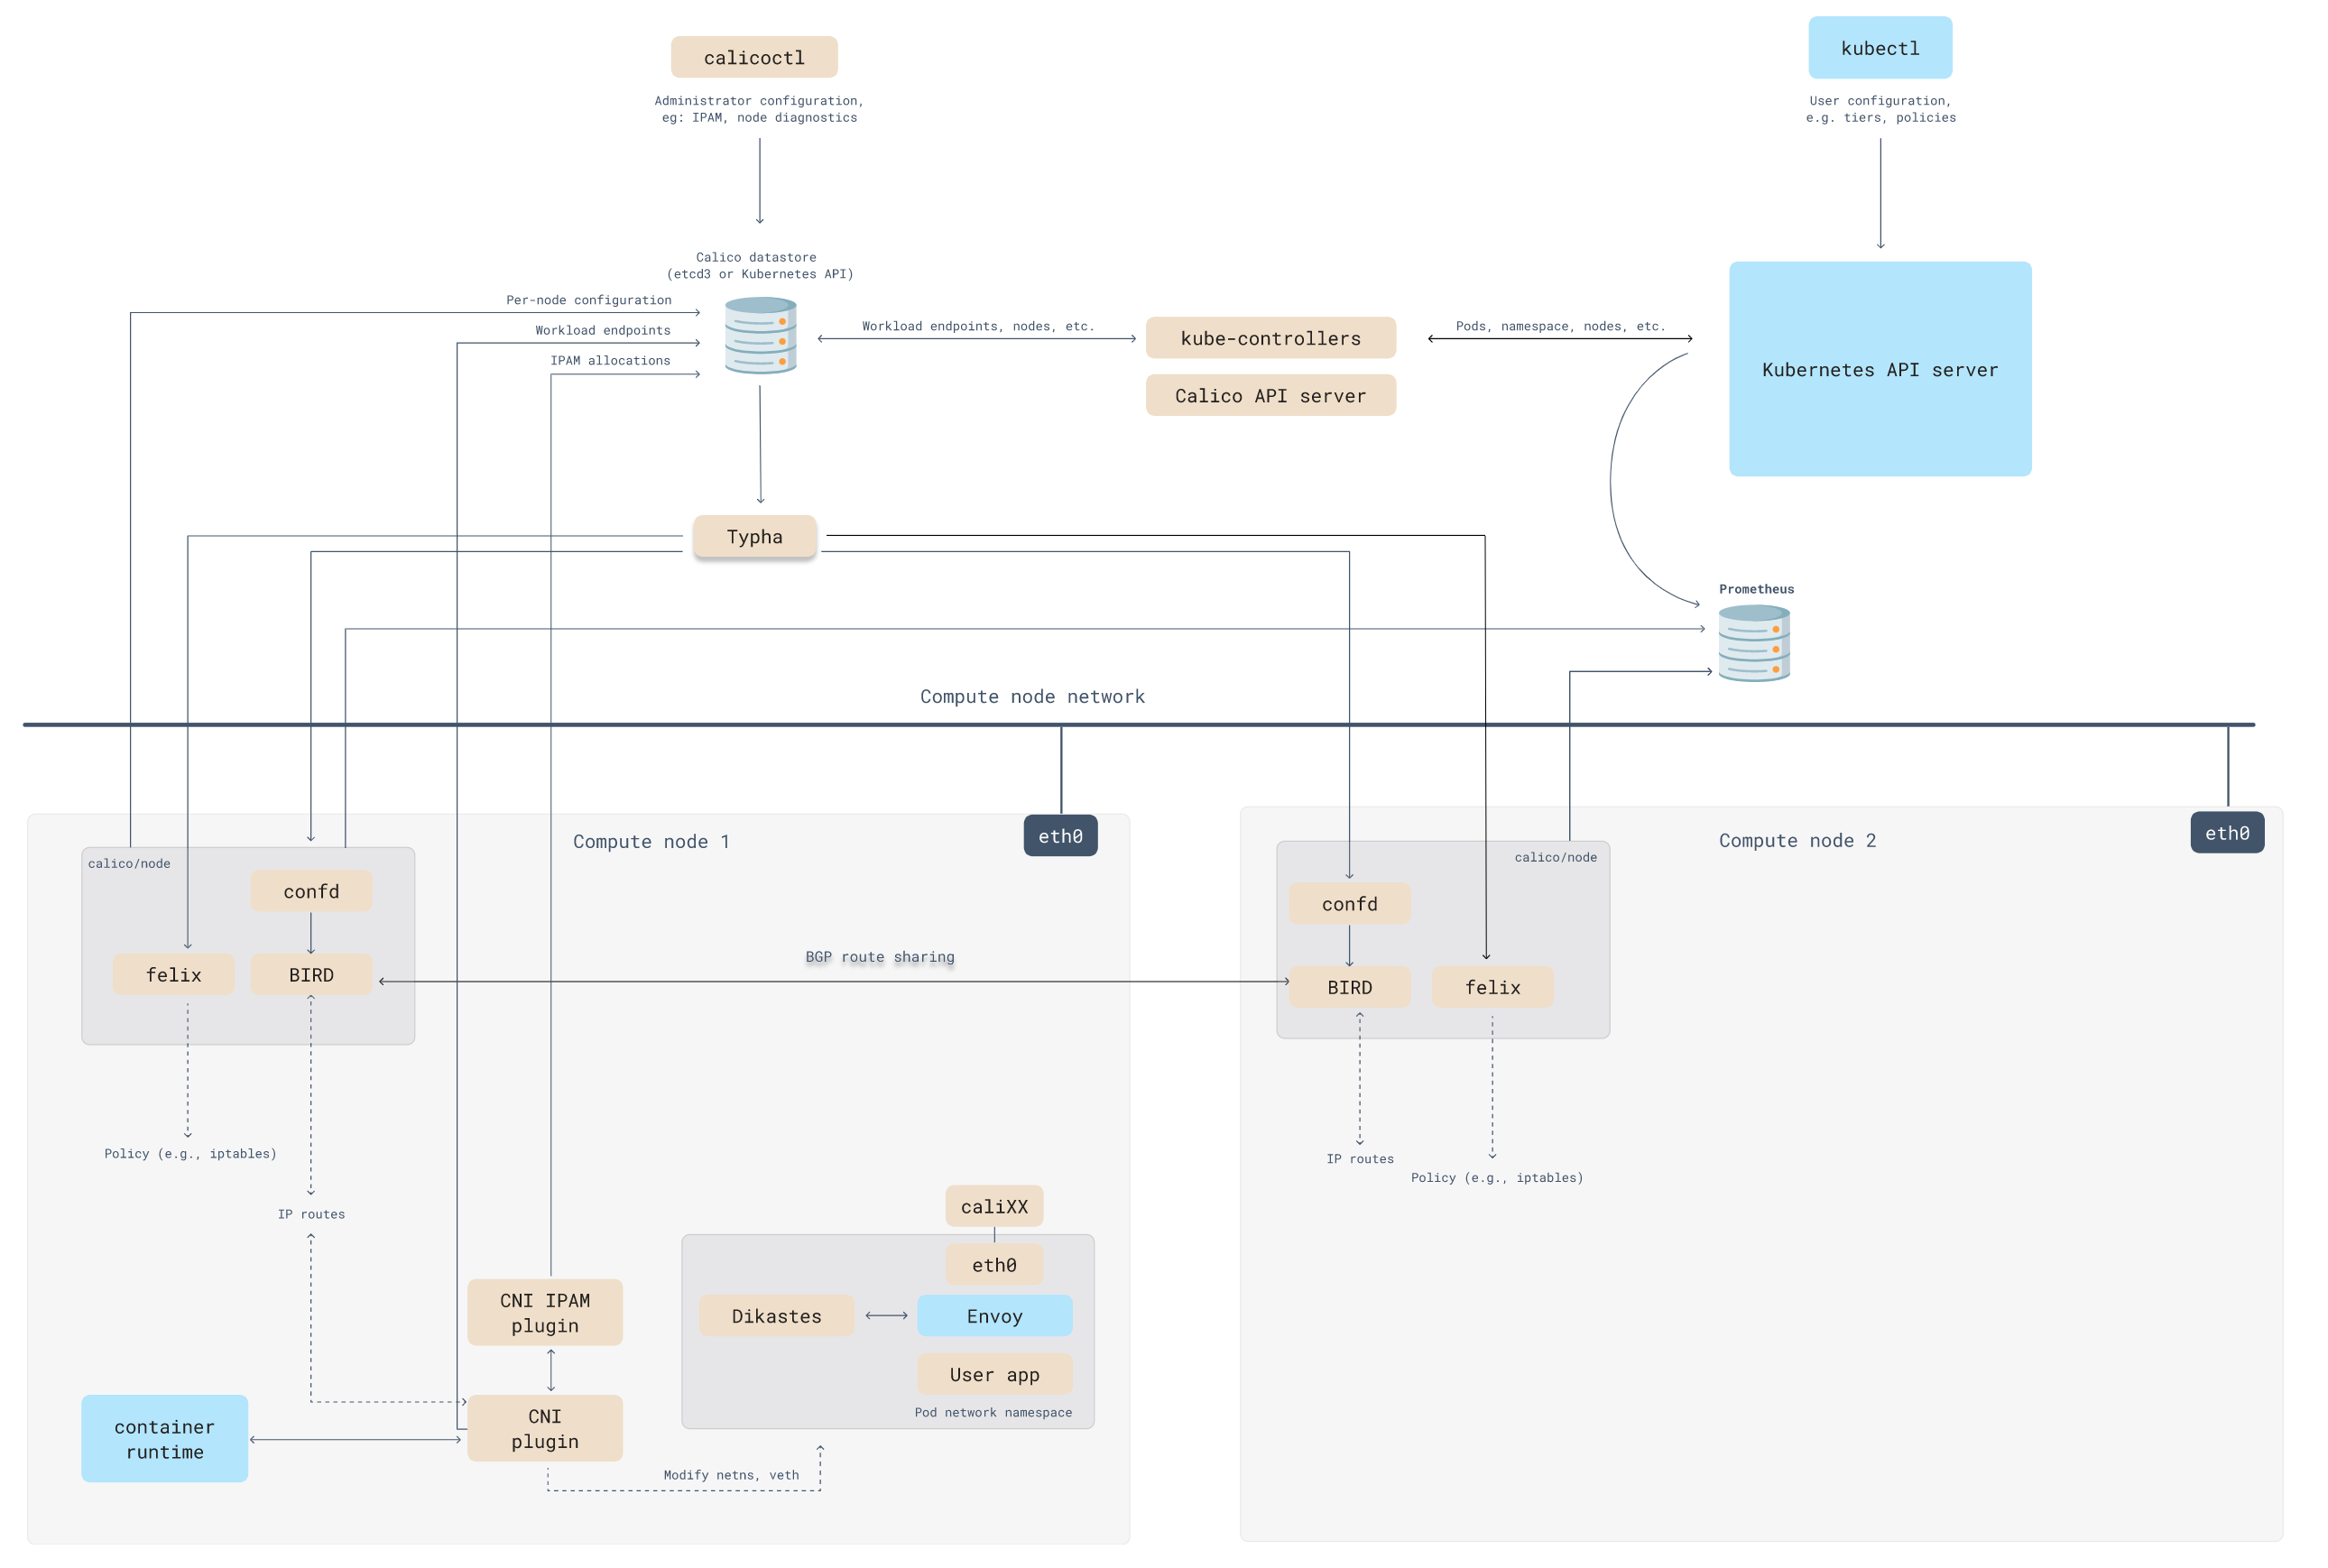 calicoctl
Administrator configuration,
eg: IPAM, node diagnostics
kubectl
User configuration,
e.g. tiers, policies
Calico datastore
(etcd3 or Kubernetes API)
Per-node configuration
Workload endpoints
IPAM allocations
Workload endpoints, nodes, etc.
kube-controllers
Calico API server
Pods, namespace, nodes, etc.
Kubernetes API server
Typha
Prometheus
Compute node network
Compute node 1
eth0
calico/node
confd
felix
BIRD
BGP route sharing
Policy (e.g., iptables)
IP routes
CNI IPAM
plugin
CNI
plugin
container
runtime
caliXX
eth0
Dikastes
Envoy
User app
Pod network namespace
Modify netns, veth
Compute node 2
eth0
calico/node
confd
BIRD
felix
IP routes
Policy (e.g., iptables)